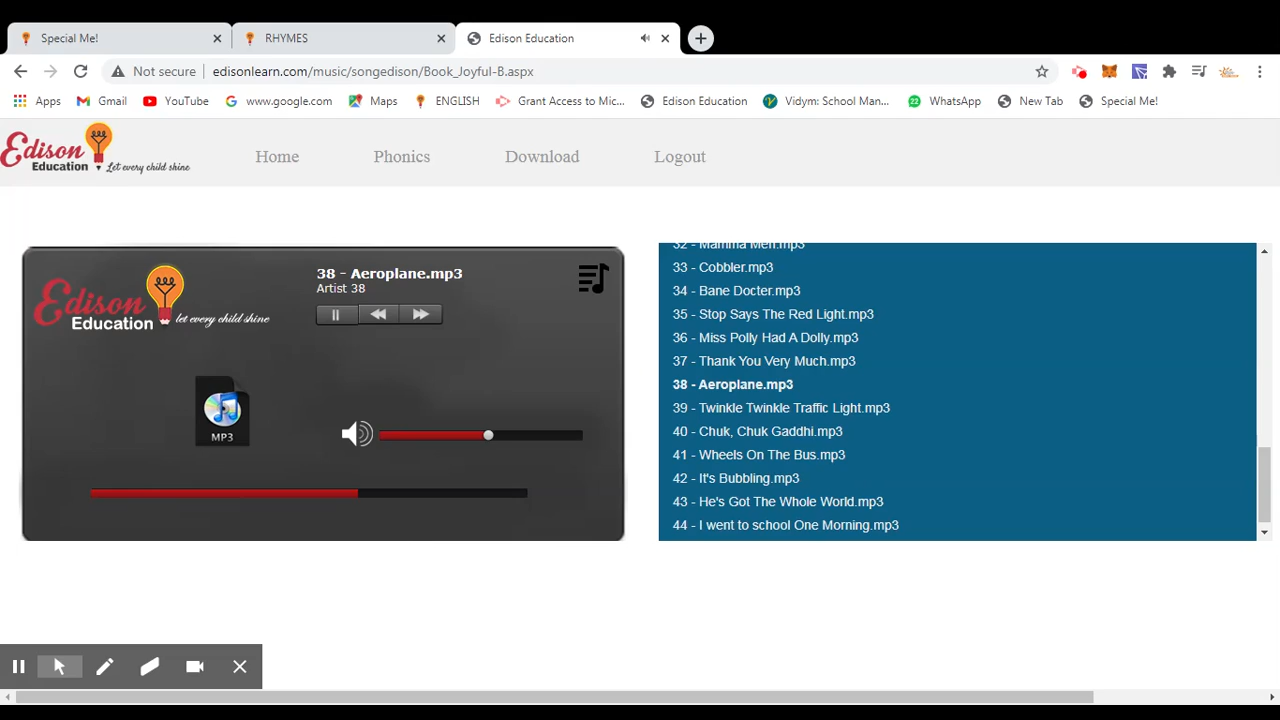 Special Me!
RHYMES
Edison Education
Not secure
edisonlearn.com/music/songedison/Book_Joyful-B.aspx
Apps
Gmail
YouTube
www.google.com
Maps
ENGLISH
Grant Access to Mic...
Edison Education
Vidym: School Man...
22
WhatsApp
New Tab
Special Me!
Edison
Education
Let every child shine
Home
Phonics
Download
Logout
Edison
Education
let every child shine
38 - Aeroplane.mp3
Artist 38
MP3
32 - Mamma Meri.mp3
33 - Cobbler.mp3
34 - Bane Docter.mp3
35 - Stop Says The Red Light.mp3
36 - Miss Polly Had A Dolly.mp3
37 - Thank You Very Much.mp3
38 - Aeroplane.mp3
39 - Twinkle Twinkle Traffic Light.mp3
40 - Chuk, Chuk Gaddhi.mp3
41 - Wheels On The Bus.mp3
42 - It's Bubbling.mp3
43 - He's Got The Whole World.mp3
44 - I went to school One Morning.mp3